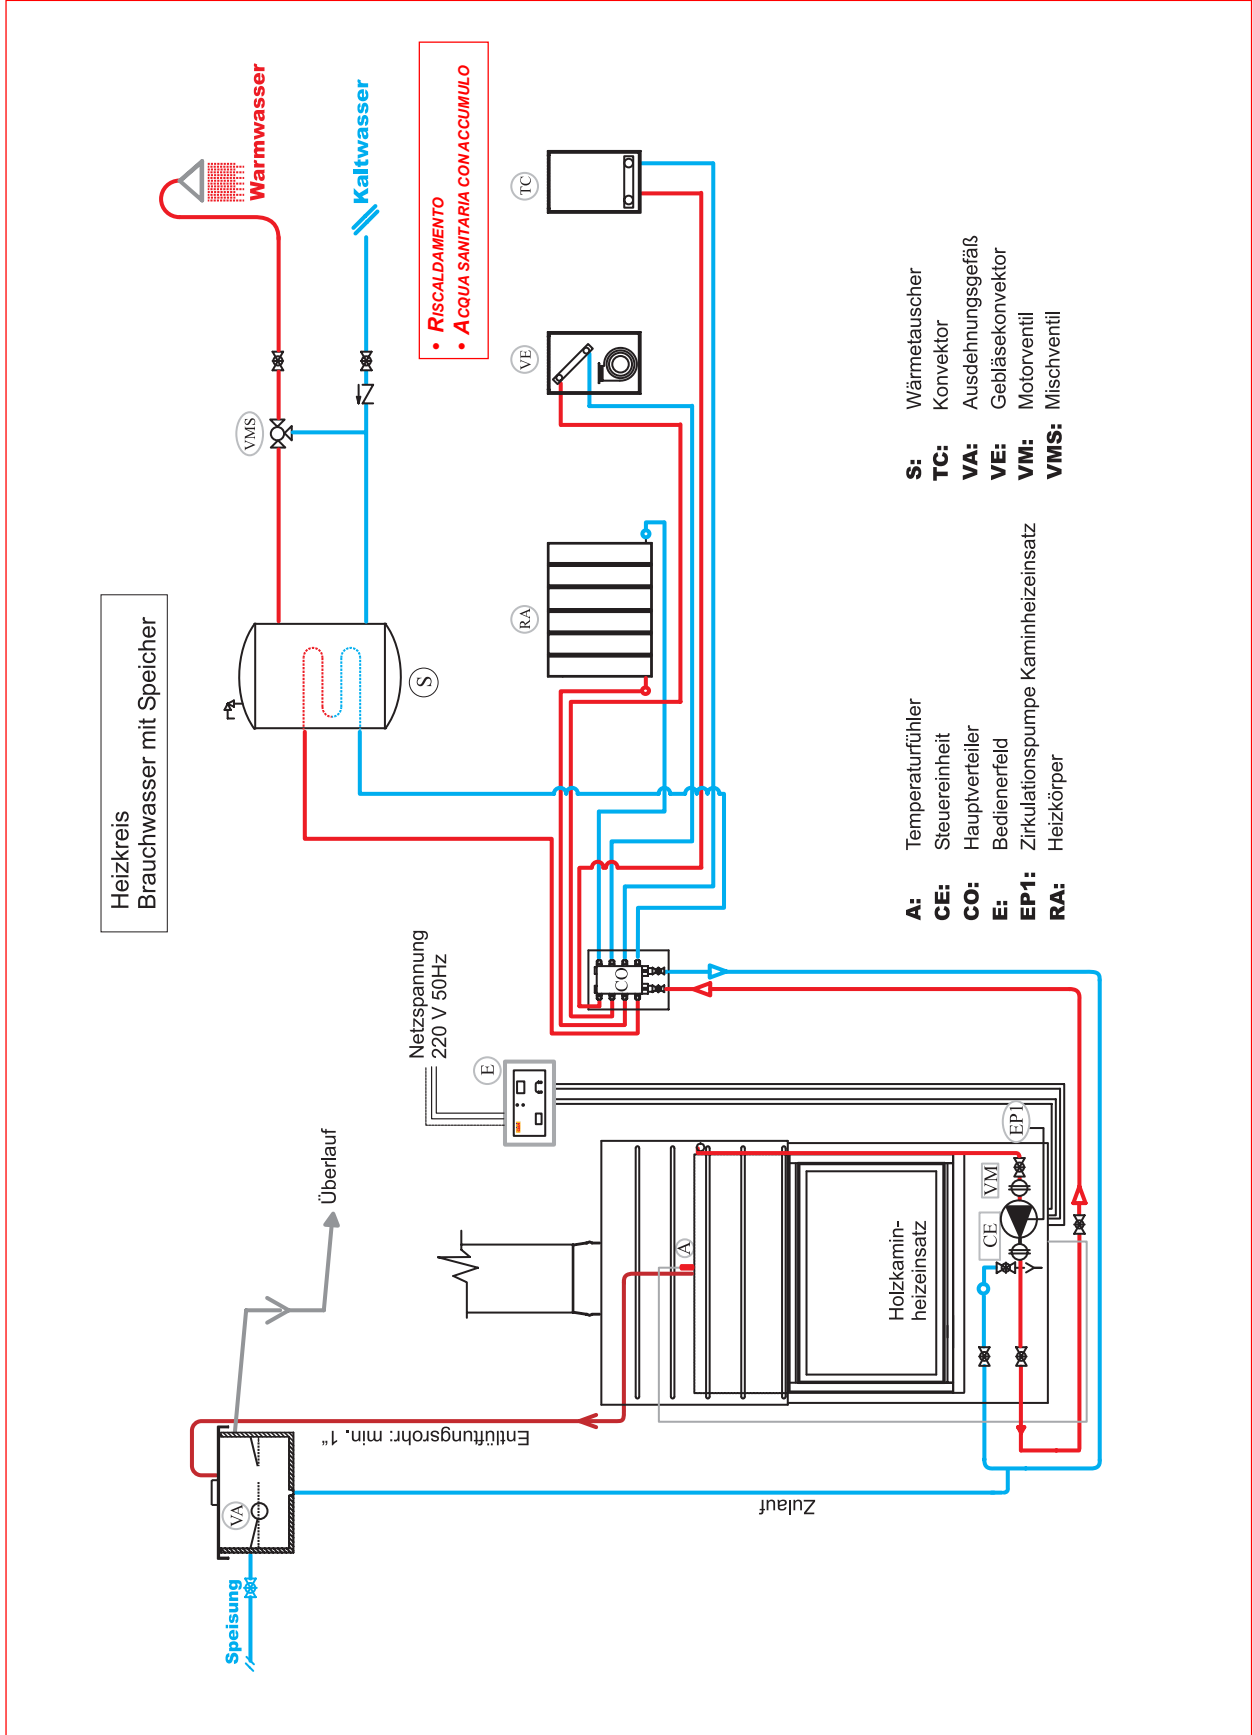 Heizkreis
Brauchwasser mit Speicher
Warmwasser
Kaltwasser
• RISCALDAMENTO
• ACQUA SANITARIA CON ACCUMULO
VMS
S
TC
VE
RA
Netzspannung
220 V 50Hz
E
CO
Überlauf
Speisung
VA
Entlüftungsrohr: min. 1"
Zulauf
A
Holzkamin-
heizeinsatz
CE
VM
EP1
A: Temperaturfühler
CE: Steuereinheit
CO: Hauptverteiler
E: Bedienerfeld
EP1: Zirkulationspumpe Kaminheizeinsatz
RA: Heizkörper
S: Wärmetauscher
TC: Konvektor
VA: Ausdehnungsgefäß
VE: Gebläsekonvektor
VM: Motorventil
VMS: Mischventil